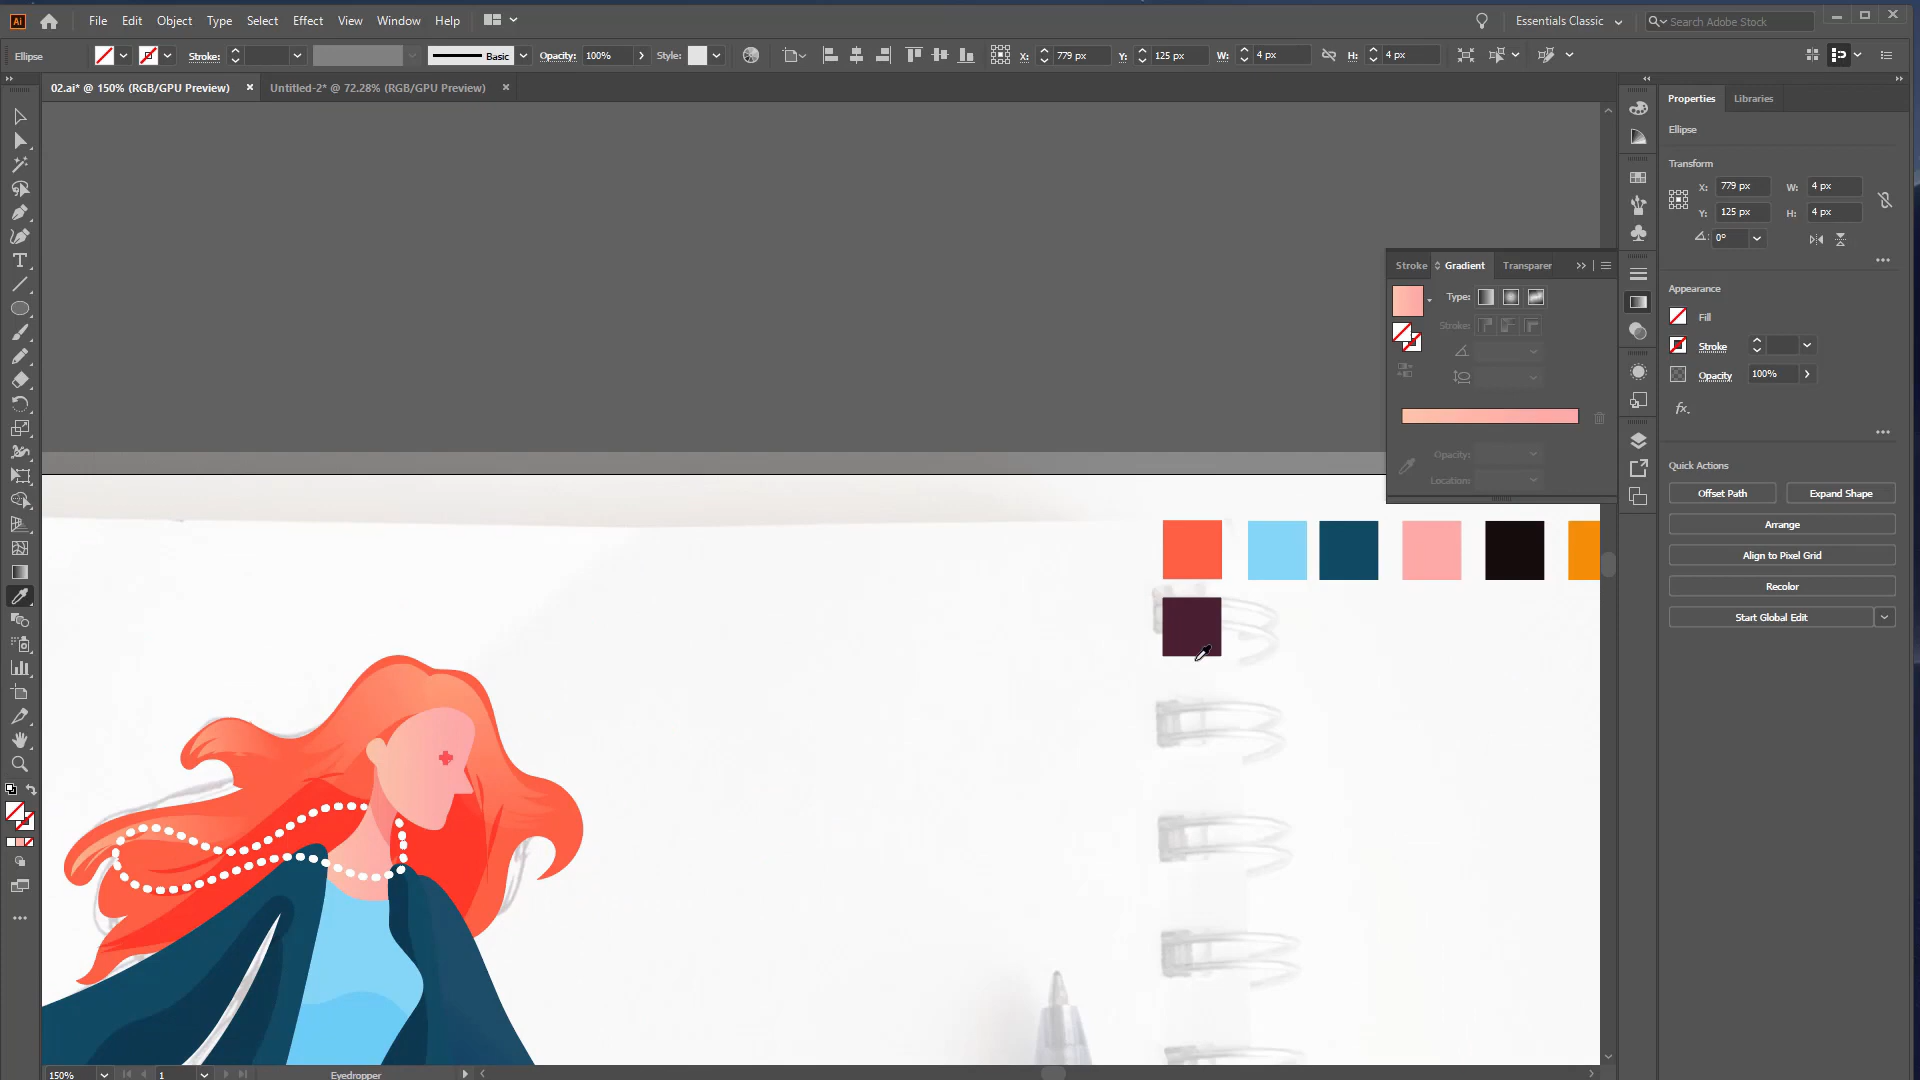 Ai File Edit Object Type Select Effect View Window Help Essentials Classic Search Adobe Stock
Ellipse Stroke: Basic Opacity: 100% Style: X: 779 px Y: 125 px W: 4 px H: 4 px
02.ai* @ 150% (RGB/GPU Preview) × Untitled-2* @ 72.28% (RGB/GPU Preview) ×
Properties Libraries
Ellipse
Transform
X: 779 px W: 4 px
Y: 125 px H: 4 px
0°
Stroke Gradient Transparer
Type:
Stroke:
Opacity:
Location:
Appearance
Fill
Stroke
Opacity 100%
fx.
Quick Actions
Offset Path Expand Shape
Arrange
Align to Pixel Grid
Recolor
Start Global Edit
150% 1 Eyedropper